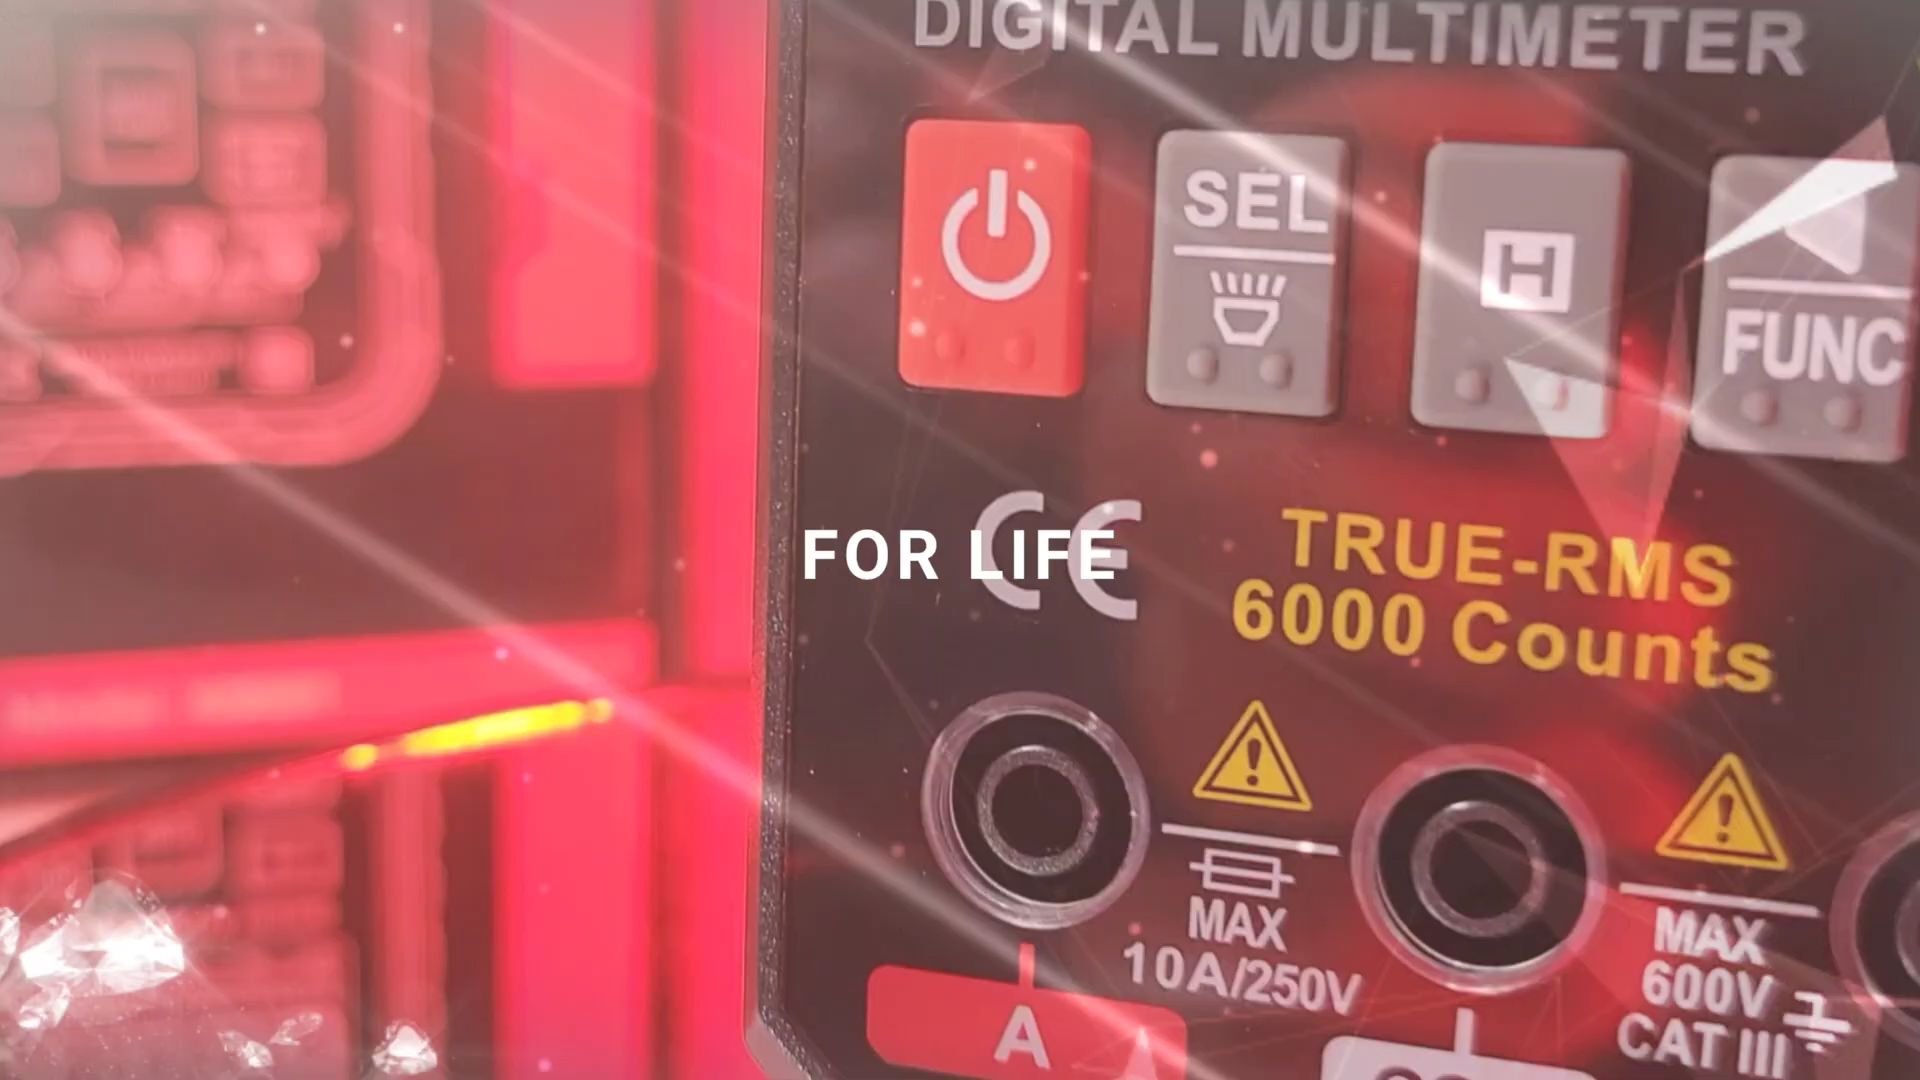 DIGITAL MULTIMETER
SEL
H
FUNC
CE
FOR LIFE
TRUE-RMS
6000 Counts
MAX
10A/250V
MAX
600V
CAT III
A